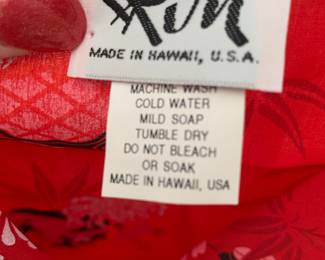 MADE IN HAWAII, U.S.A.
MACHINE WASH
COLD WATER
MILD SOAP
TUMBLE DRY
DO NOT BLEACH
OR SOAK
MADE IN HAWAII, USA